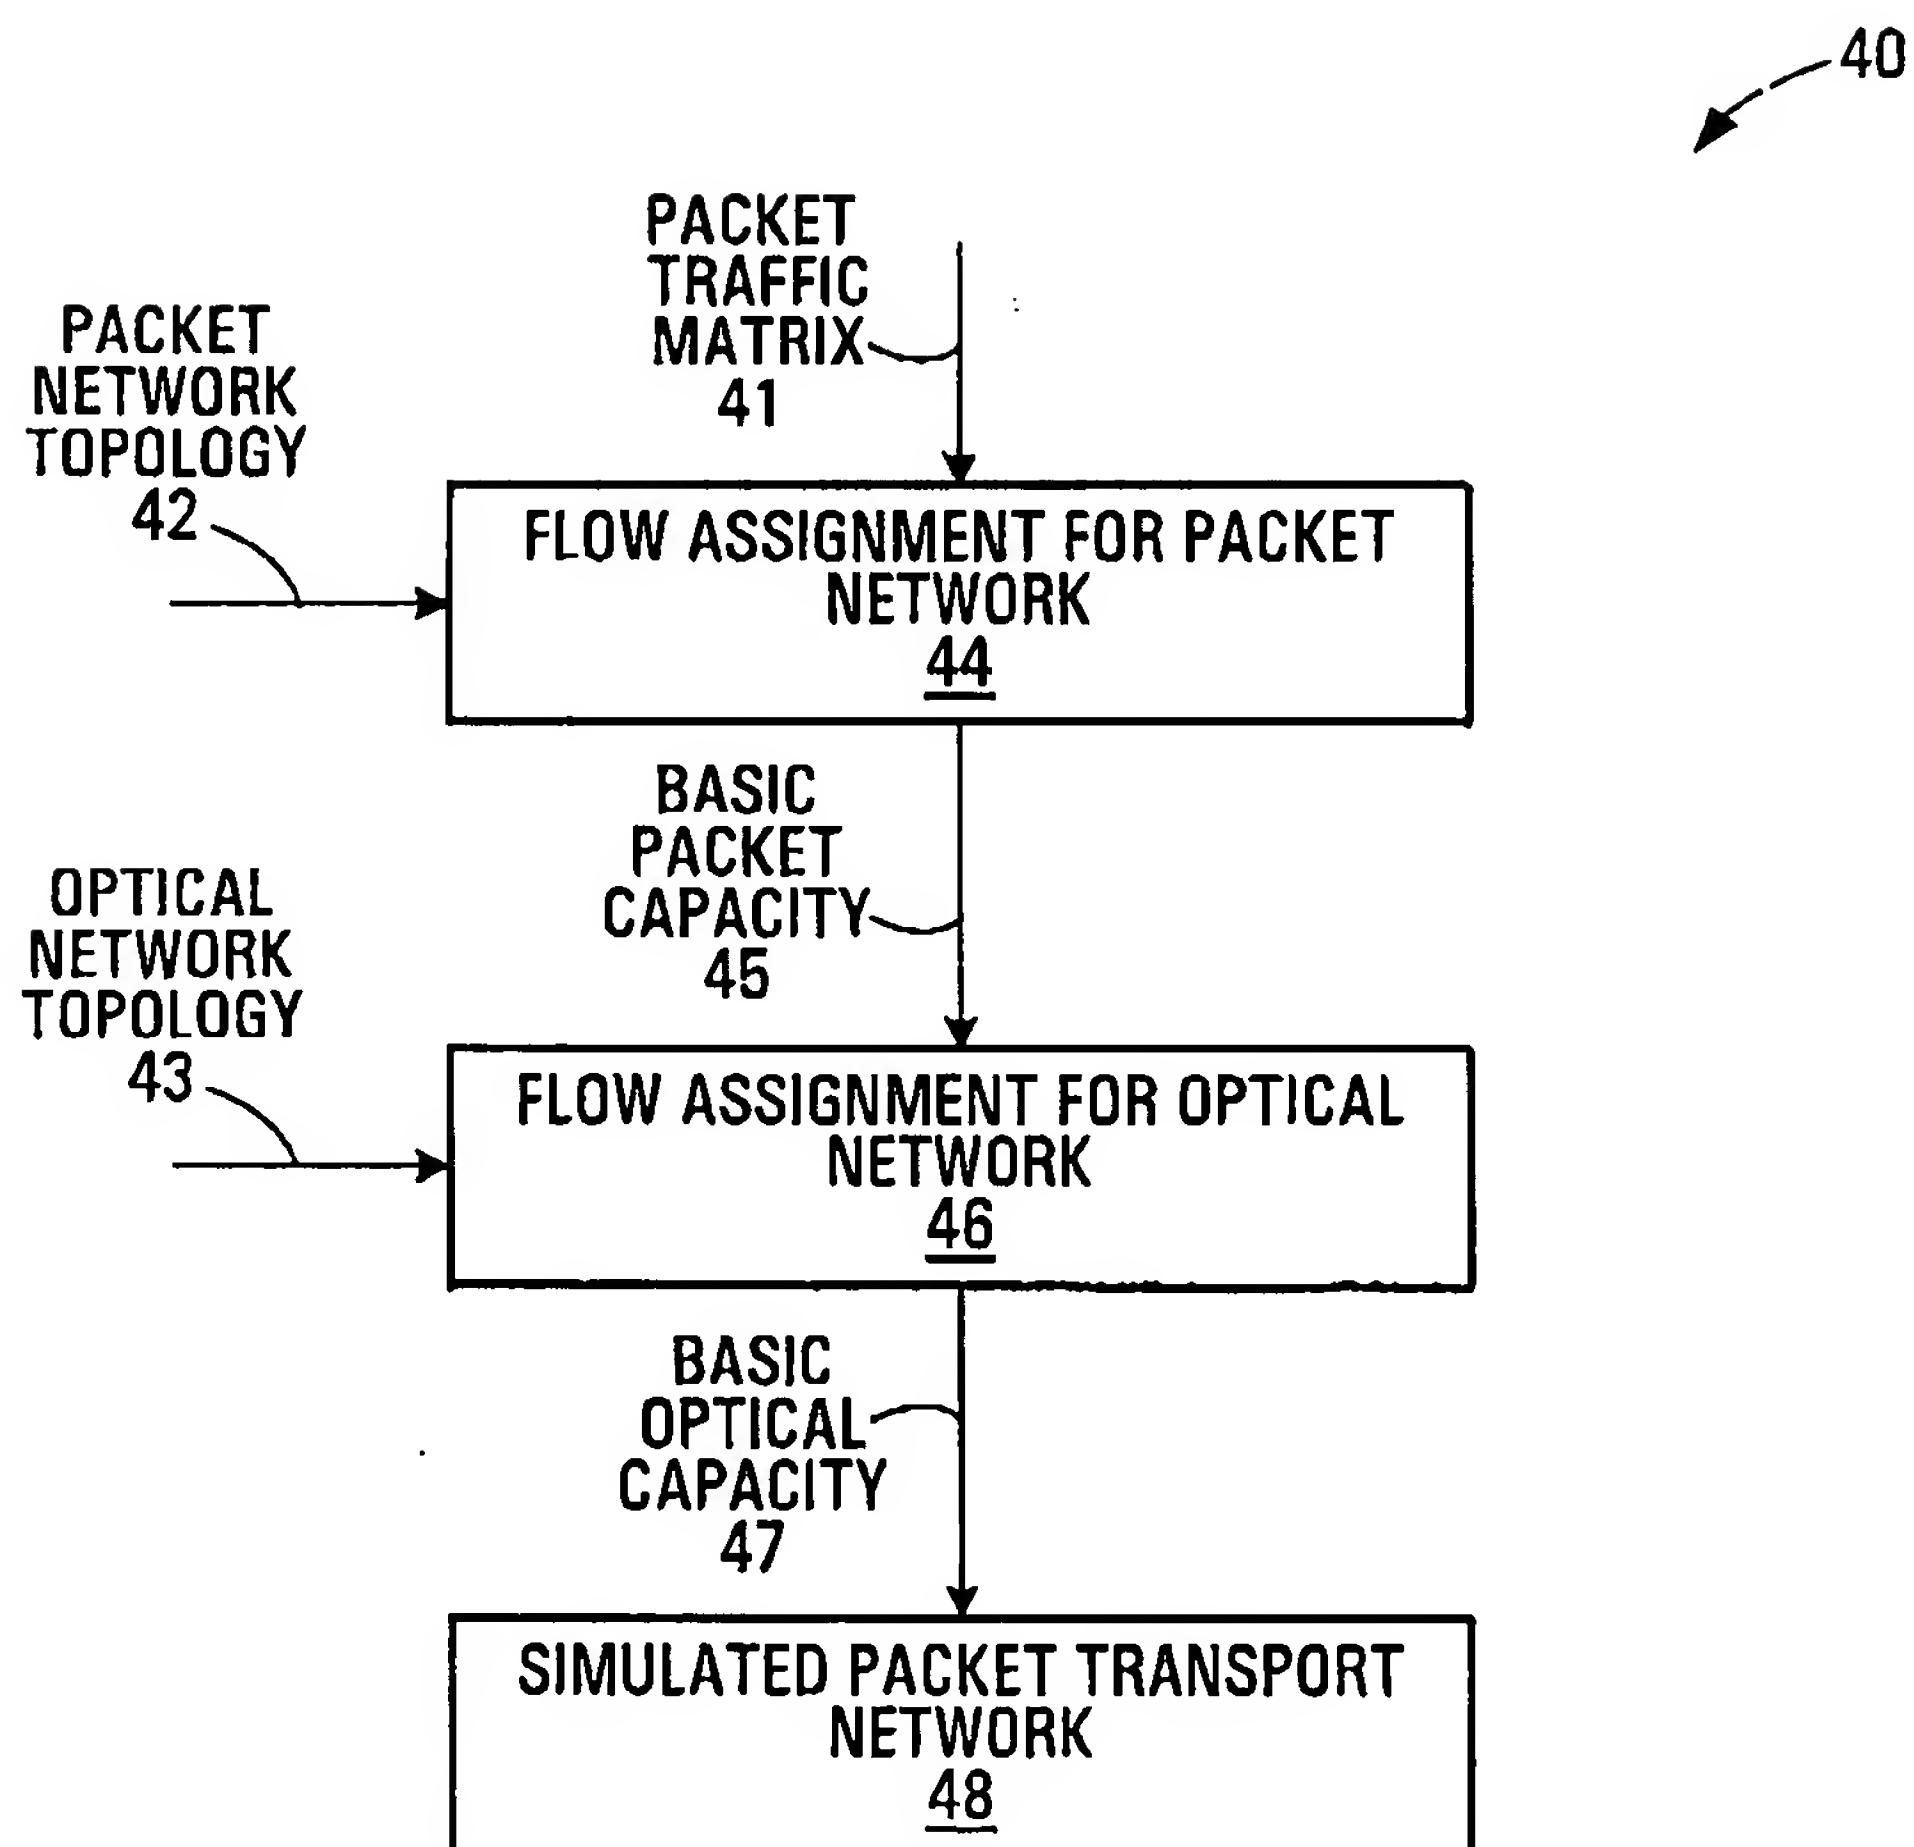 40
PACKET
TRAFFIC
MATRIX
41
PACKET
NETWORK
TOPOLOGY
42
FLOW ASSIGNMENT FOR PACKET
NETWORK
44
BASIC
PACKET
CAPACITY
45
OPTICAL
NETWORK
TOPOLOGY
43
FLOW ASSIGNMENT FOR OPTICAL
NETWORK
46
BASIC
OPTICAL
CAPACITY
47
SIMULATED PACKET TRANSPORT
NETWORK
48